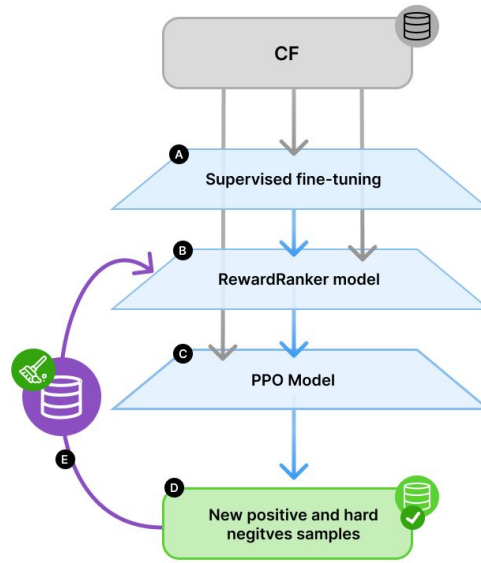 CF
A
Supervised fine-tuning
B
RewardRanker model
C
PPO Model
E
D
New positive and hard
negitves samples